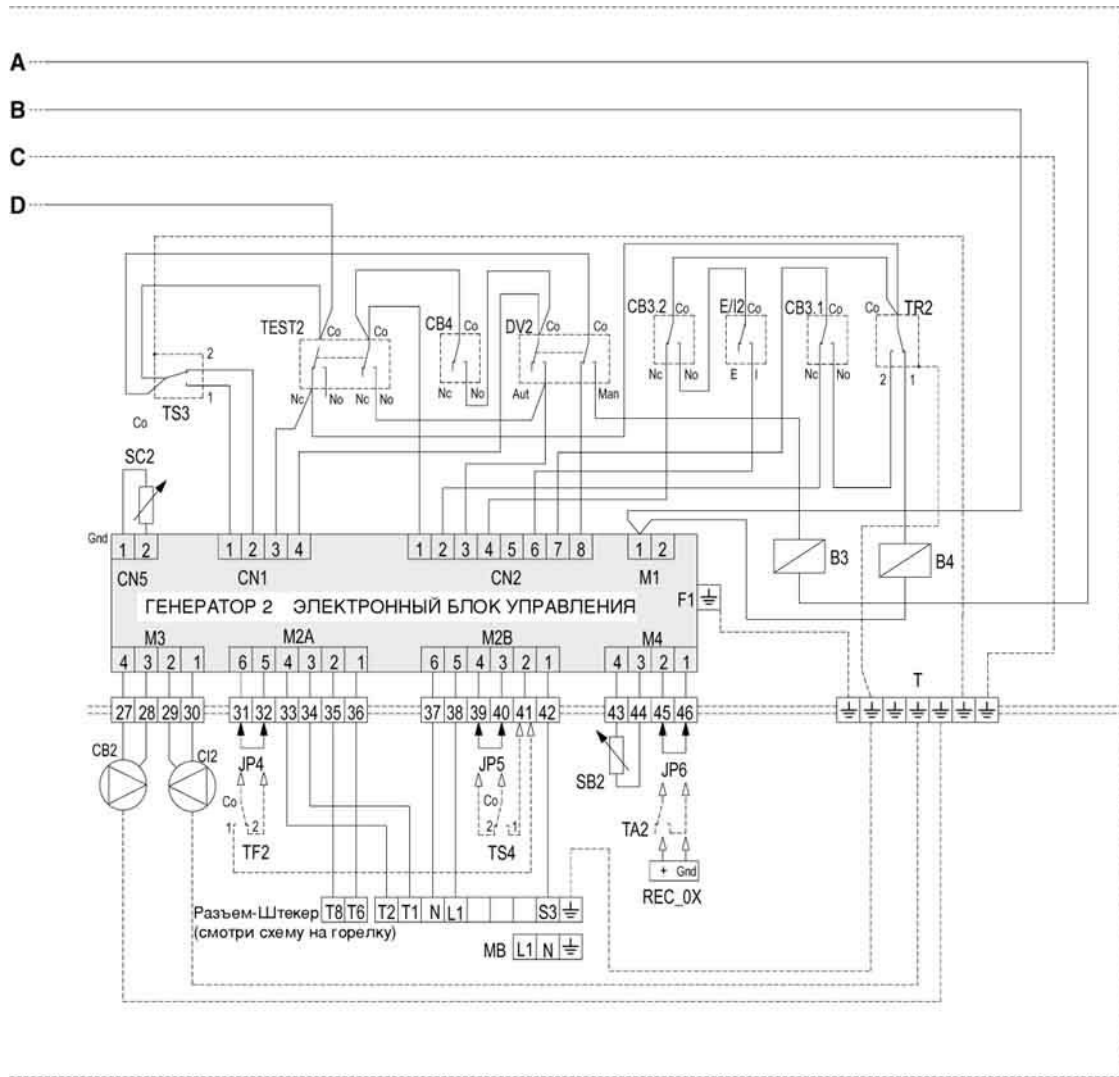 A
B
C
D
TEST2 Co Co CB4 Co DV2 Co Co CB3.2 Co E/I2 Co CB3.1 Co Co TR2
2
1
TS3
Co
Nc No Nc No Nc No Aut Man Nc No E I Nc No 2 1
SC2
Gnd 1 2 1 2 3 4 1 2 3 4 5 6 7 8 1 2
CN5 CN1 CN2 M1 B3 B4
ГЕНЕРАТОР 2 ЭЛЕКТРОННЫЙ БЛОК УПРАВЛЕНИЯ F1
M3 M2A M2B M4
4 3 2 1 6 5 4 3 2 1 6 5 4 3 2 1 4 3 2 1 T
27 28 29 30 31 32 33 34 35 36 37 38 39 40 41 42 43 44 45 46
CB2 CI2 JP4 JP5 SB2 JP6
Co Co
1 2 2 1 TA2
TF2 TS4
+ Gnd
REC_0X
Разъем-Штекер T8 T6 T2 T1 N L1 S3
(смотри схему на горелку)
MB L1 N